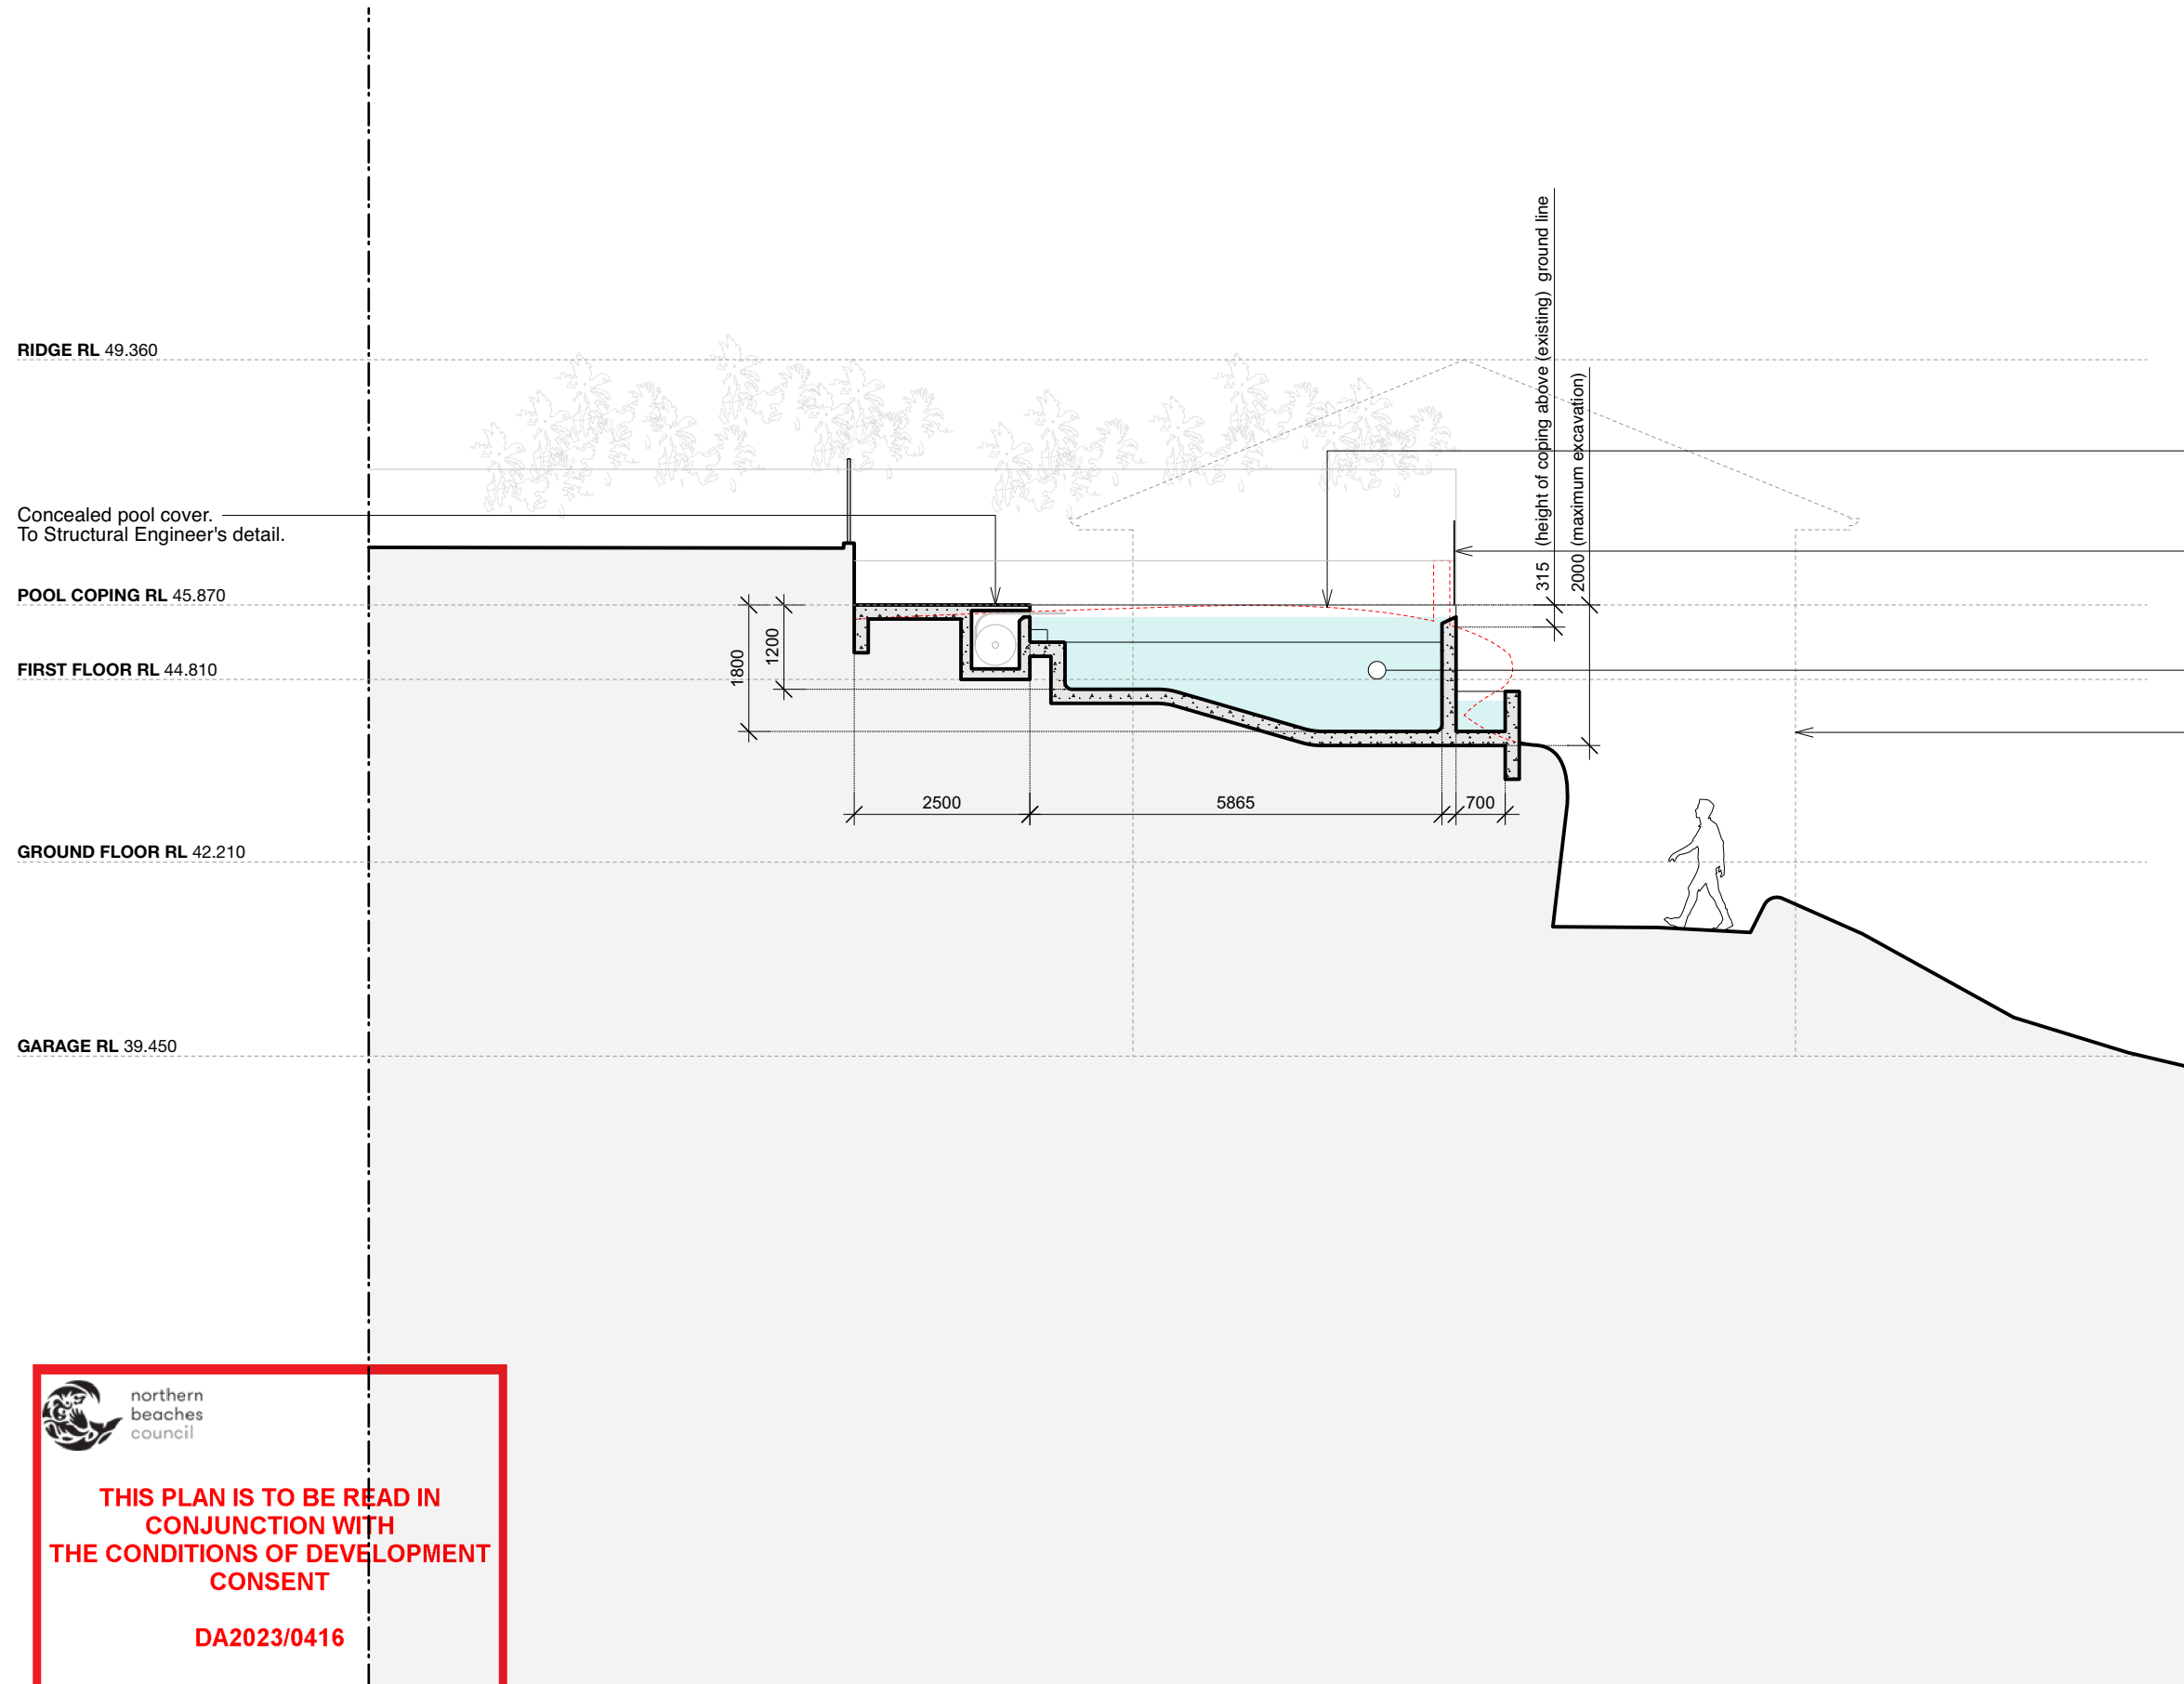 315  (height of coping above (existing)  ground line
2000  (maximum excavation)
RIDGE RL 49.360
Concealed pool cover.
To Structural Engineer's detail.
POOL COPING RL 45.870
1800
1200
FIRST FLOOR RL 44.810
2500
5865
700
GROUND FLOOR RL 42.210
GARAGE RL 39.450
northern
beaches
council
THIS PLAN IS TO BE READ IN
CONJUNCTION WITH
THE CONDITIONS OF DEVELOPMENT
CONSENT
DA2023/0416